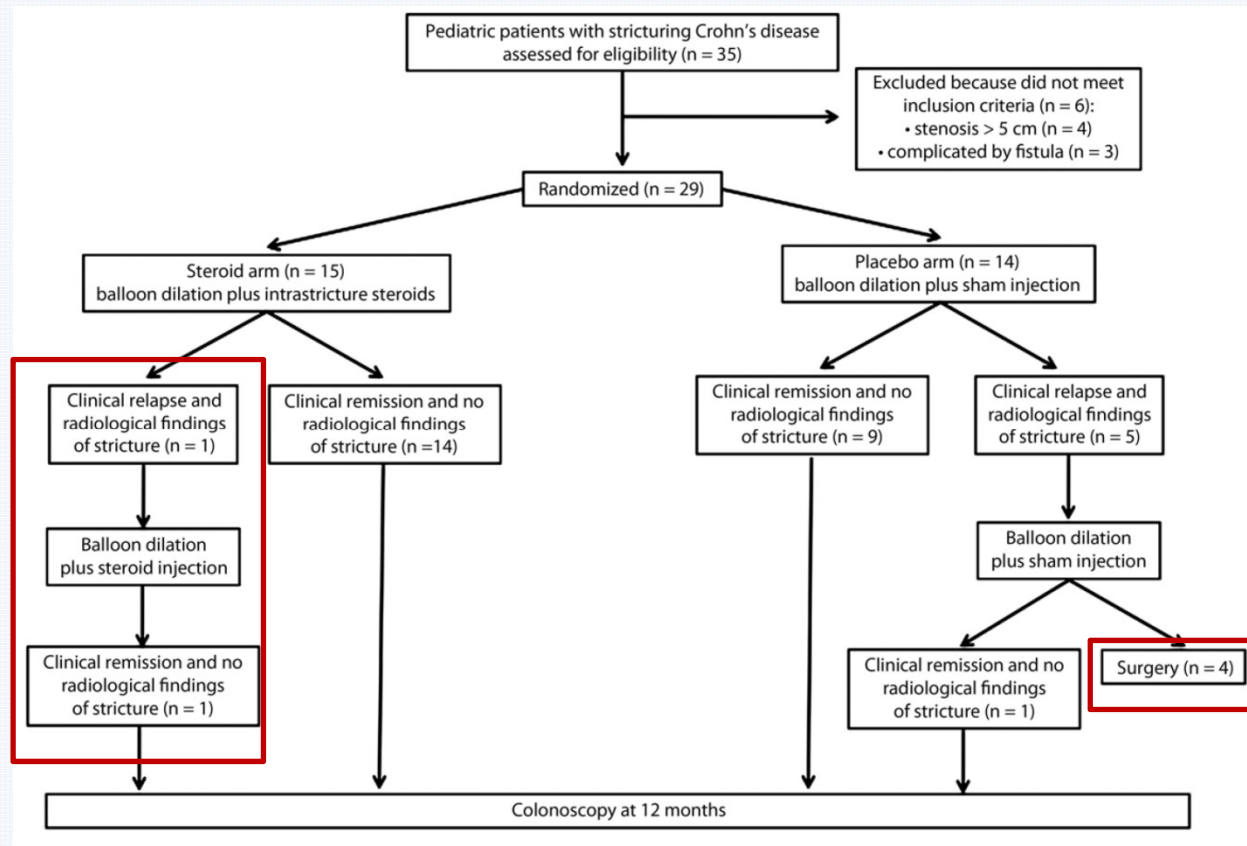 Pediatric patients with stricturing Crohn's disease
assessed for eligibility (n = 35)
Excluded because did not meet
inclusion criteria (n = 6):
• stenosis > 5 cm (n = 4)
• complicated by fistula (n = 3)
Randomized (n = 29)
Steroid arm (n = 15)
balloon dilation plus intrastricture steroids
Placebo arm (n = 14)
balloon dilation plus sham injection
Clinical relapse and
radiological findings
of stricture (n = 1)
Clinical remission and no
radiological findings
of stricture (n =14)
Clinical remission and no
radiological findings
of stricture (n = 9)
Clinical relapse and
radiological findings
of stricture (n = 5)
Balloon dilation
plus steroid injection
Balloon dilation
plus sham injection
Clinical remission and no
radiological findings
of stricture (n = 1)
Clinical remission and no
radiological findings
of stricture (n = 1)
Surgery (n = 4)
Colonoscopy at 12 months